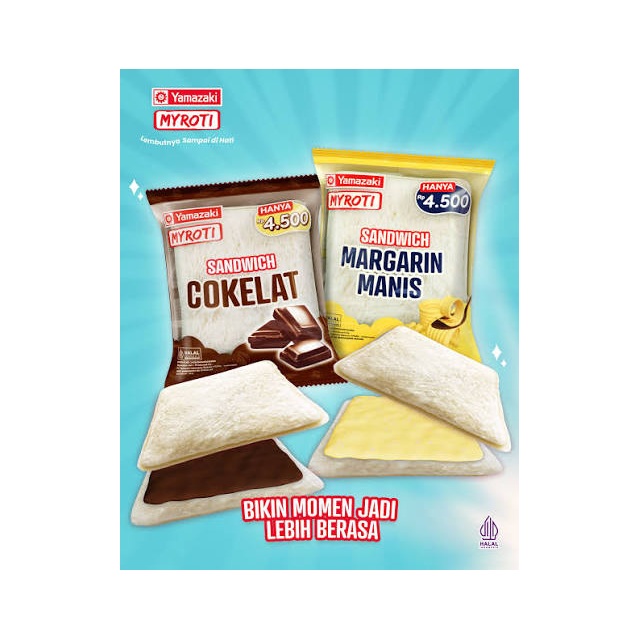 Yamazaki
MYROTI
Lembutnya Sampai di Hati
Yamazaki
MYROTI
HANYA
Rp 4.500
SANDWICH
COKELAT
HALAL
Yamazaki
MYROTI
HANYA
Rp 4.500
SANDWICH
MARGARIN
MANIS
HALAL
BIKIN MOMEN JADI
LEBIH BERASA
HALAL
INDONESIA